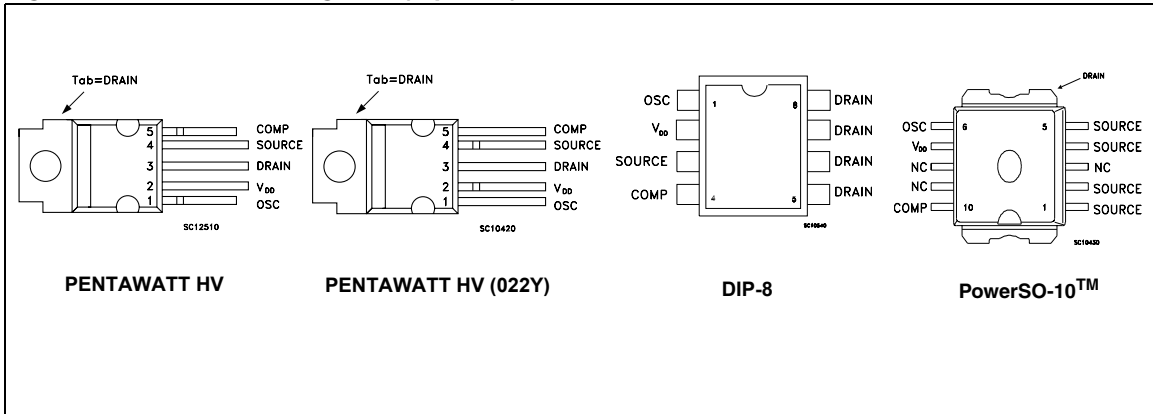 Tab=DRAIN
5 COMP
4 SOURCE
3 DRAIN
2 VDD
1 OSC
SC12510
PENTAWATT HV
Tab=DRAIN
5 COMP
4 SOURCE
3 DRAIN
2 VDD
1 OSC
SC10420
PENTAWATT HV (022Y)
OSC 1 8 DRAIN
VDD DRAIN
SOURCE DRAIN
COMP 4 5 DRAIN
SC10540
DIP-8
DRAIN
OSC 6 5 SOURCE
VDD SOURCE
NC NC
NC SOURCE
COMP 10 1 SOURCE
SC10430
PowerSO-10TM